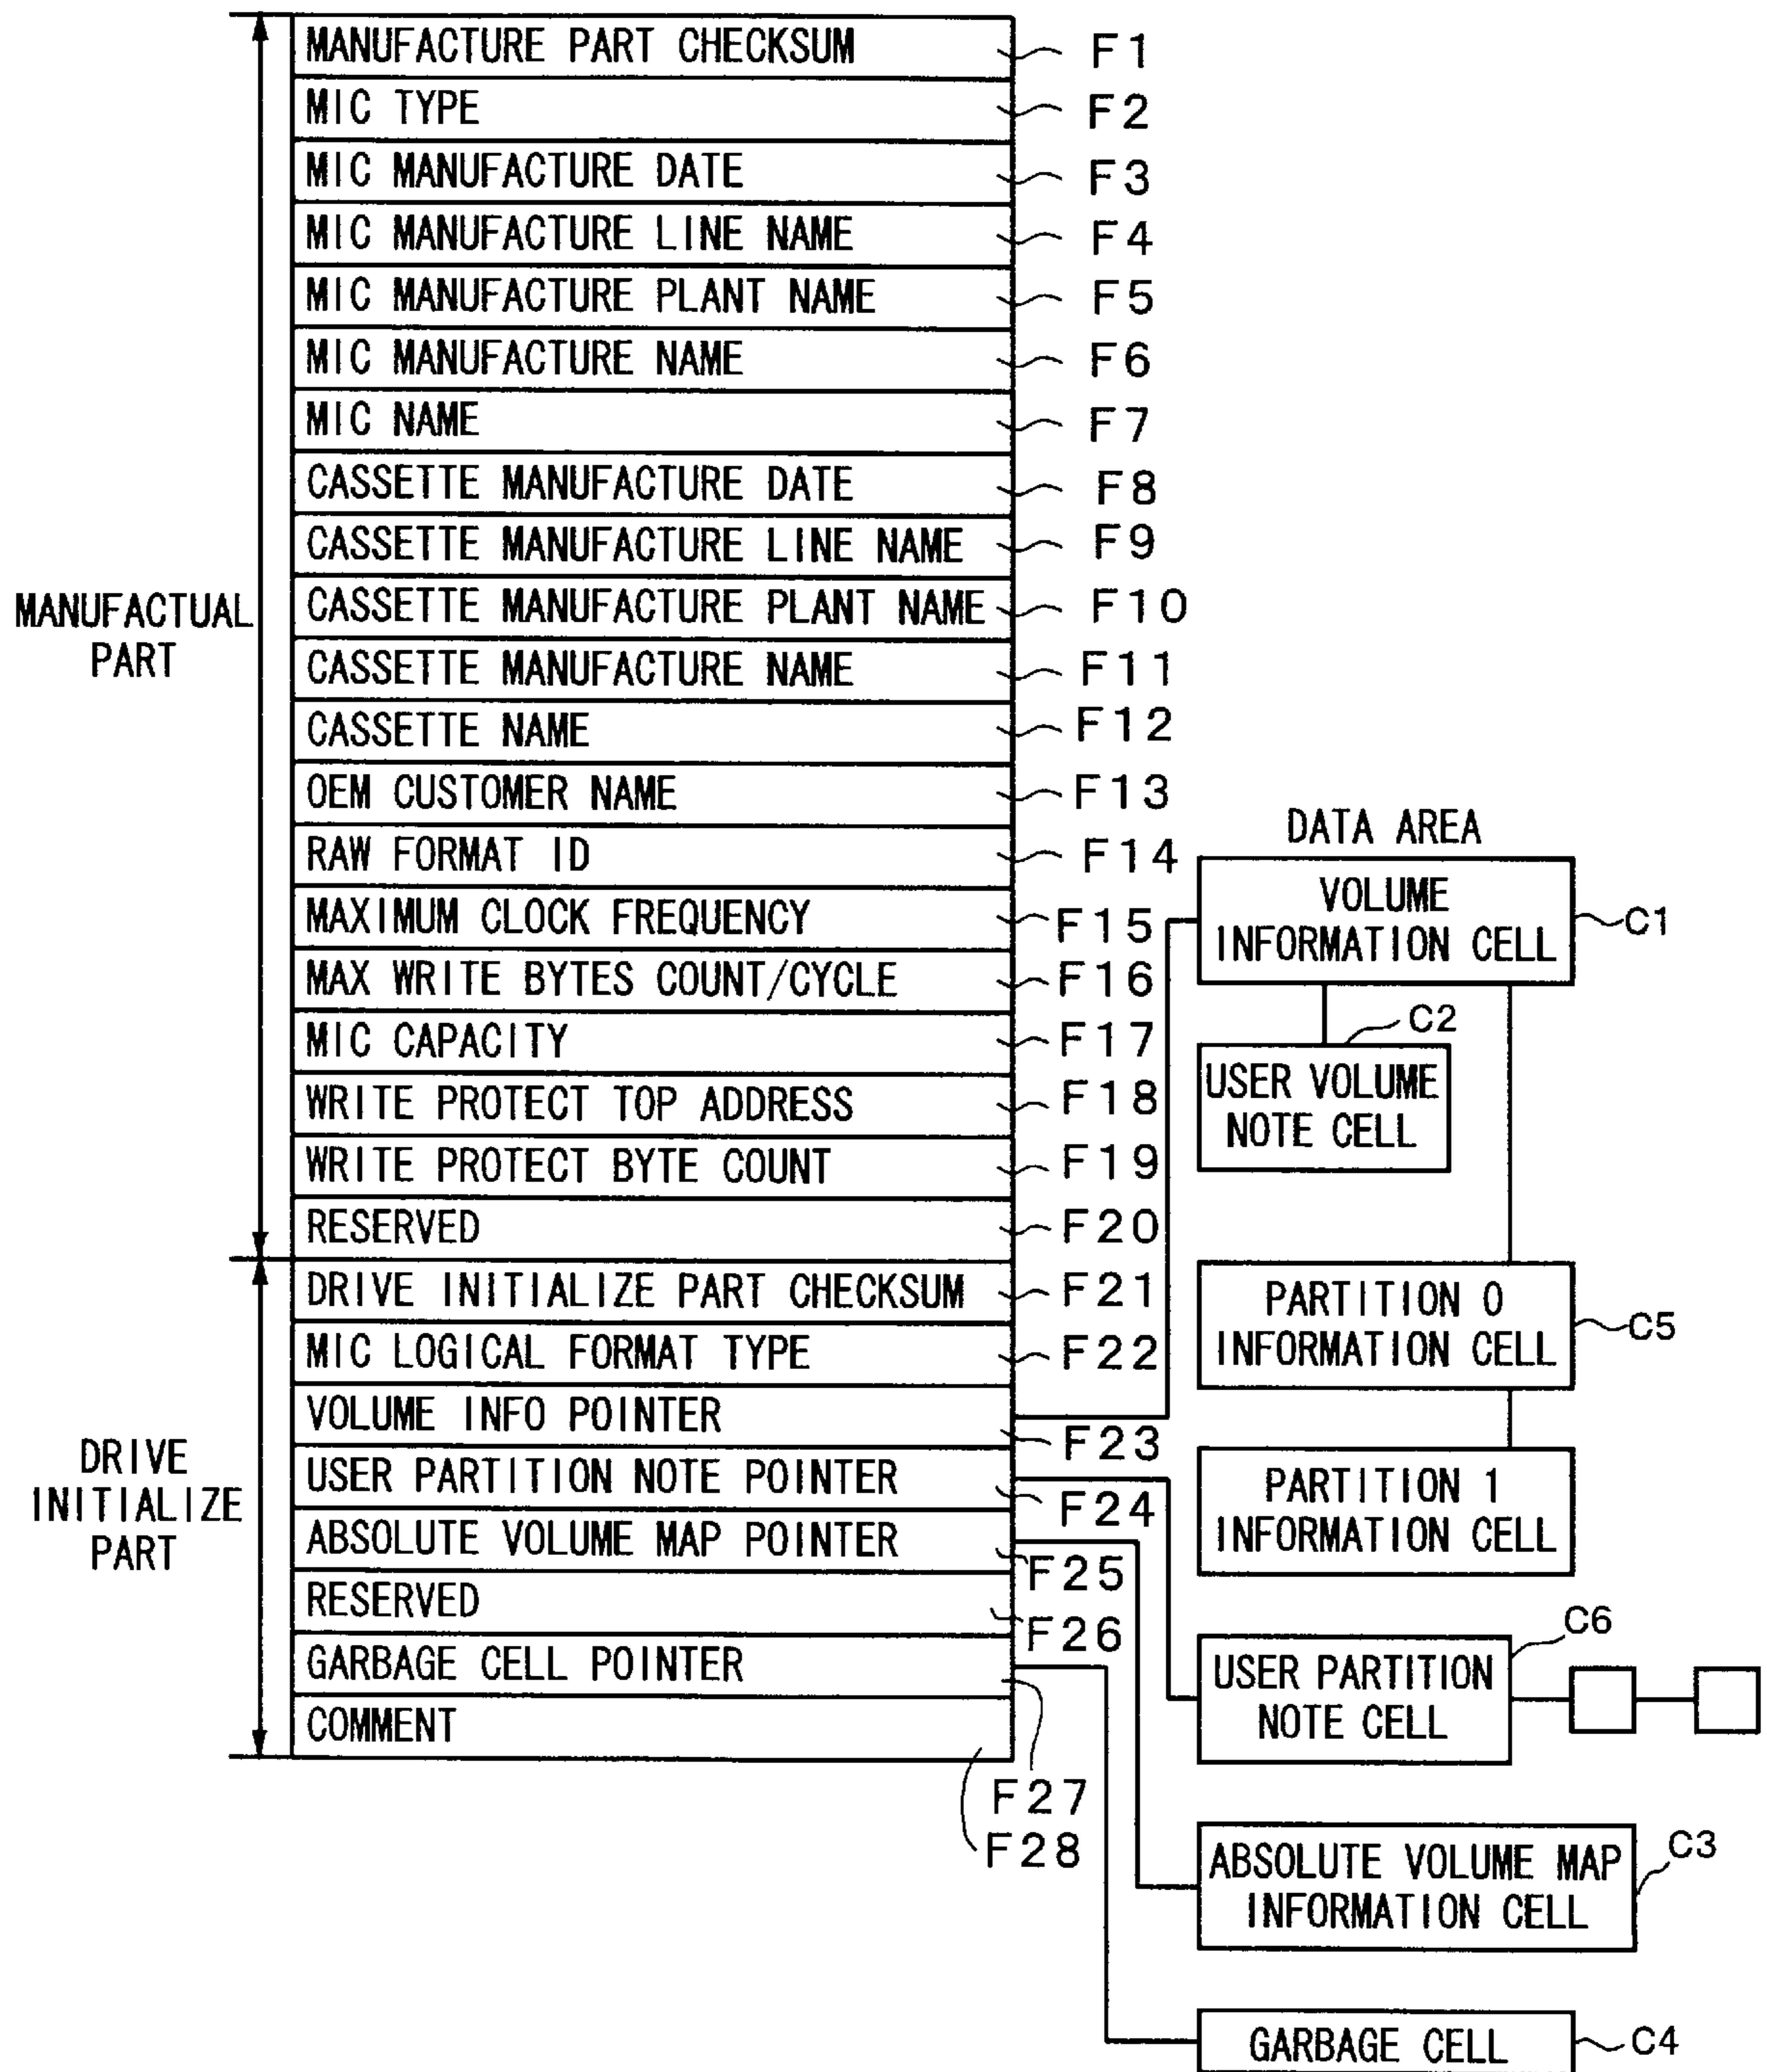 MANUFACTURE PART CHECKSUM F1
MIC TYPE F2
MIC MANUFACTURE DATE F3
MIC MANUFACTURE LINE NAME F4
MIC MANUFACTURE PLANT NAME F5
MIC MANUFACTURE NAME F6
MIC NAME F7
CASSETTE MANUFACTURE DATE F8
CASSETTE MANUFACTURE LINE NAME F9
CASSETTE MANUFACTURE PLANT NAME F10
CASSETTE MANUFACTURE NAME F11
CASSETTE NAME F12
OEM CUSTOMER NAME F13
RAW FORMAT ID F14
MAXIMUM CLOCK FREQUENCY F15
MAX WRITE BYTES COUNT/CYCLE F16
MIC CAPACITY F17
WRITE PROTECT TOP ADDRESS F18
WRITE PROTECT BYTE COUNT F19
RESERVED F20
MANUFACTUAL
PART
DRIVE INITIALIZE PART CHECKSUM F21
MIC LOGICAL FORMAT TYPE F22
VOLUME INFO POINTER F23
USER PARTITION NOTE POINTER F24
ABSOLUTE VOLUME MAP POINTER F25
RESERVED F26
GARBAGE CELL POINTER F27
COMMENT F28
DRIVE
INITIALIZE
PART
DATA AREA
VOLUME
INFORMATION CELL C1
C2
USER VOLUME
NOTE CELL
PARTITION 0
INFORMATION CELL C5
PARTITION 1
INFORMATION CELL
C6
USER PARTITION
NOTE CELL
C3
ABSOLUTE VOLUME MAP
INFORMATION CELL
GARBAGE CELL C4